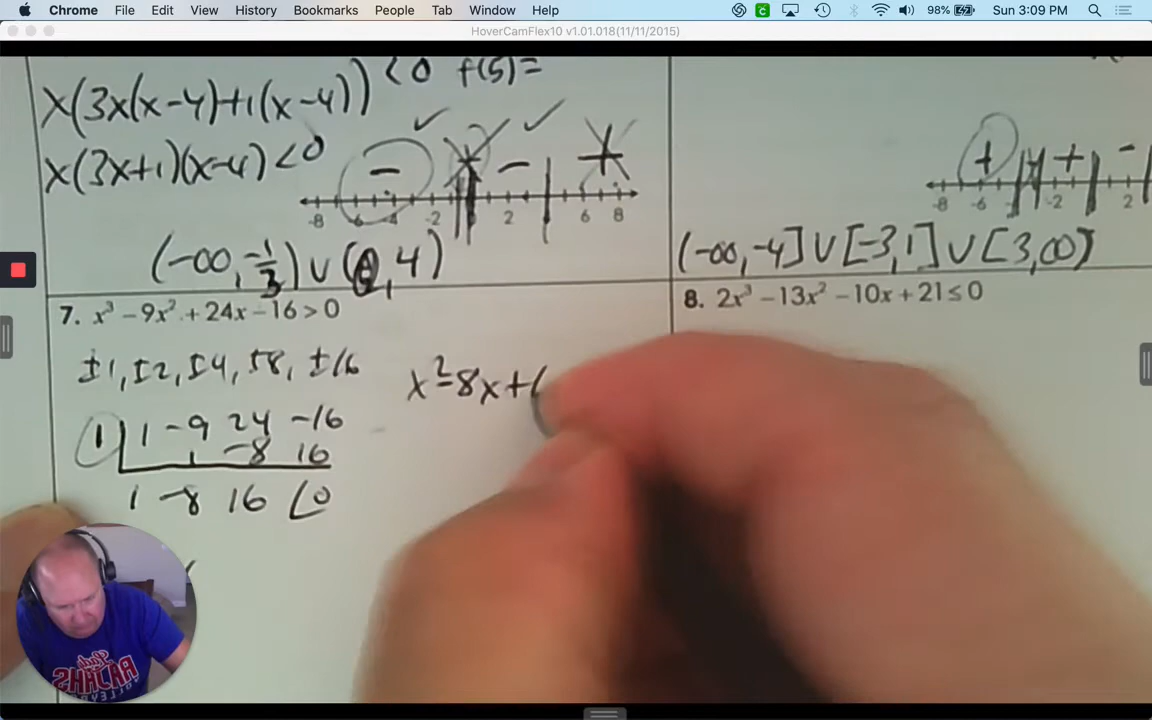 Chrome File Edit View History Bookmarks People Tab Window Help 98% Sun 3:09 PM
HoverCamFlex10 v1.01.018(11/11/2015)
x(3x(x-4)+1(x-4)) <0 f(5)=
x(3x+1)(x-4)<0
-8 -6 -4 -2 2 6 8
(-∞, -1/3) ∪ (0, 4)
-8 -6 -2 2
(-∞, -4] ∪ [-3, 1] ∪ [3, ∞)
7. x³ − 9x² + 24x − 16 > 0
±1, ±2, ±4, ±8, ±16
1 1 -9 24 -16
1 -8 16
1 -8 16 0
x²-8x+
8. 2x³ − 13x² − 10x + 21 ≤ 0